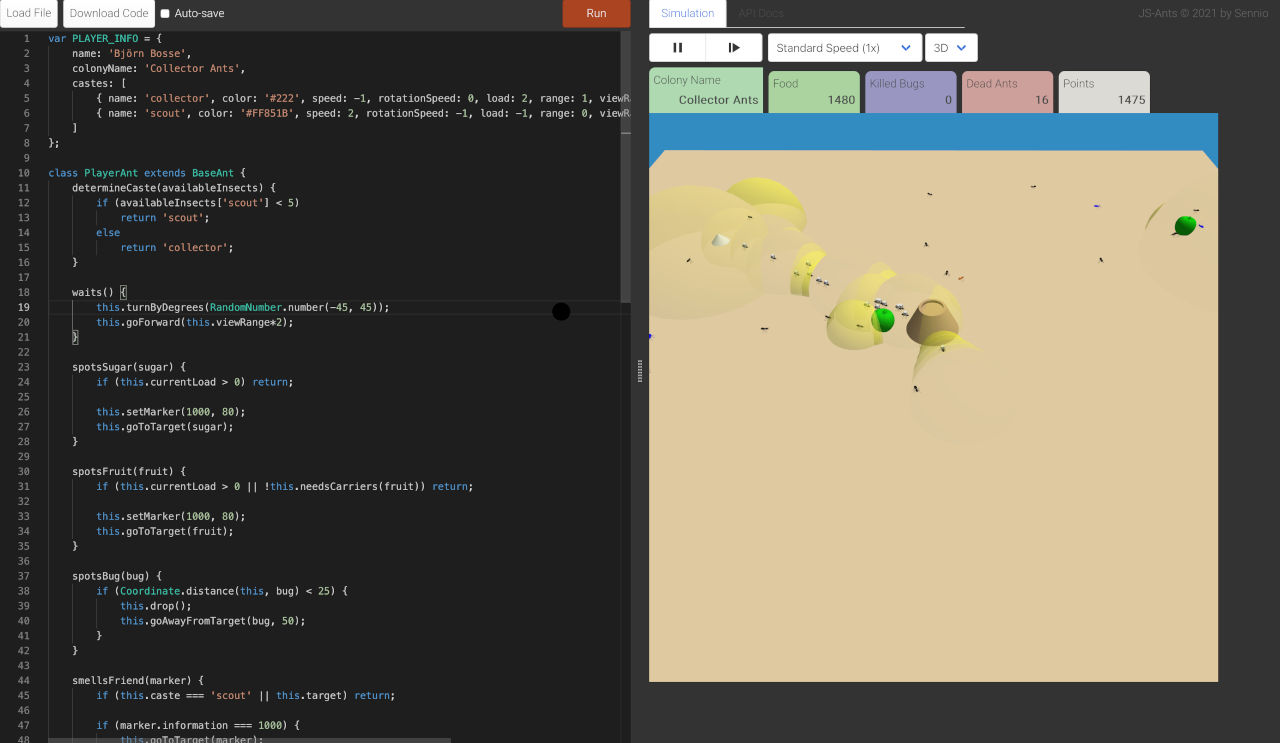 Load File
Download Code
Auto-save
Run
1 var PLAYER_INFO = {
2 name: 'Björn Bosse',
3 colonyName: 'Collector Ants',
4 castes: [
5 { name: 'collector', color: '#222', speed: −1, rotationSpeed: 0, load: 2, range: 1, viewR
6 { name: 'scout', color: '#FF851B', speed: 2, rotationSpeed: −1, load: −1, range: 0, viewR
7 ]
8 };
9
10 class PlayerAnt extends BaseAnt {
11 determineCaste(availableInsects) {
12 if (availableInsects['scout'] < 5)
13 return 'scout';
14 else
15 return 'collector';
16 }
17
18 waits() {
19 this.turnByDegrees(RandomNumber.number(−45, 45));
20 this.goForward(this.viewRange*2);
21 }
22
23 spotsSugar(sugar) {
24 if (this.currentLoad > 0) return;
25
26 this.setMarker(1000, 80);
27 this.goToTarget(sugar);
28 }
29
30 spotsFruit(fruit) {
31 if (this.currentLoad > 0 || !this.needsCarriers(fruit)) return;
32
33 this.setMarker(1000, 80);
34 this.goToTarget(fruit);
35 }
36
37 spotsBug(bug) {
38 if (Coordinate.distance(this, bug) < 25) {
39 this.drop();
40 this.goAwayFromTarget(bug, 50);
41 }
42 }
43
44 smellsFriend(marker) {
45 if (this.caste === 'scout' || this.target) return;
46
47 if (marker.information === 1000) {
48 this.goToTarget(marker);
Simulation
API Docs
JS-Ants © 2021 by Sennio
Standard Speed (1x)
3D
Colony Name
Collector Ants
Food
1480
Killed Bugs
0
Dead Ants
16
Points
1475